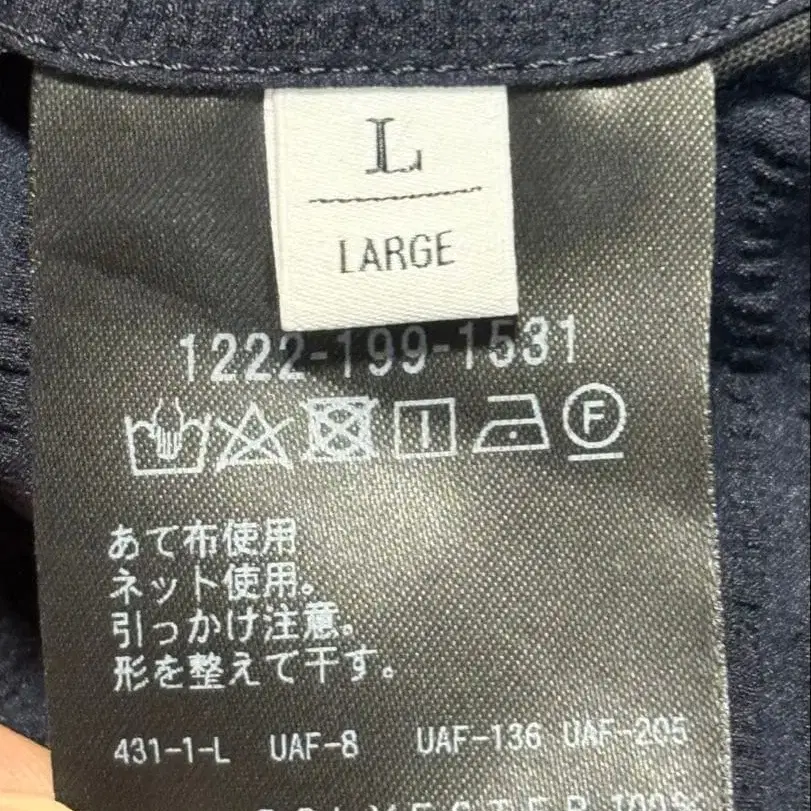 L
LARGE
1222-199-1531
F
あて布使用
ネット使用。
引っかけ注意。
形を整えて干す。
431-1-L UAF-8 UAF-136 UAF-205